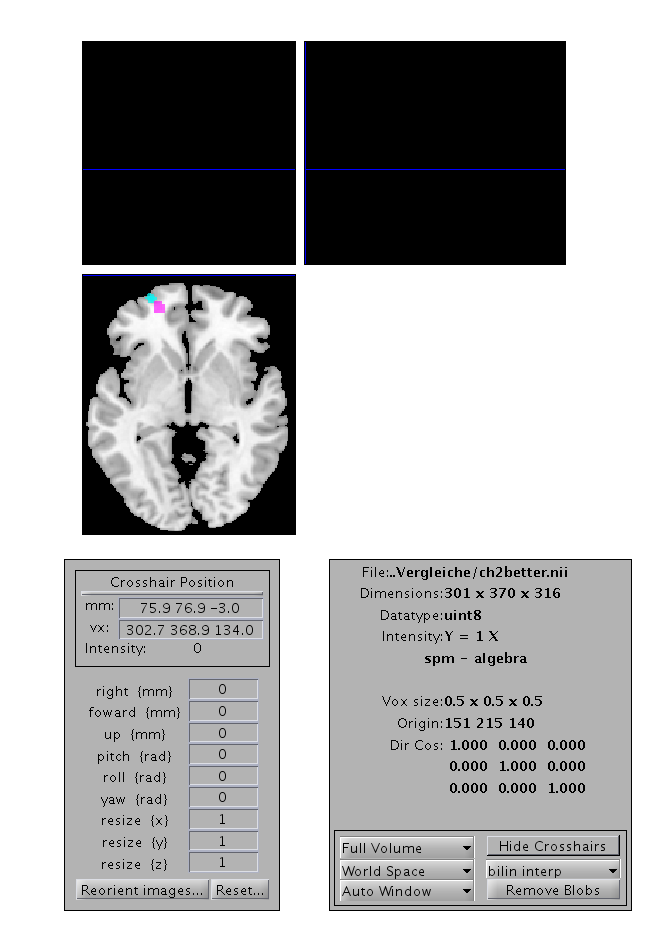 Crosshair Position
mm: 75.9 76.9 -3.0
vx: 302.7 368.9 134.0
Intensity: 0
right {mm} 0
foward {mm} 0
up {mm} 0
pitch {rad} 0
roll {rad} 0
yaw {rad} 0
resize {x} 1
resize {y} 1
resize {z} 1
Reorient images... Reset...
File:..Vergleiche/ch2better.nii
Dimensions:301 x 370 x 316
Datatype:uint8
Intensity:Y = 1 X
spm - algebra
Vox size:0.5 x 0.5 x 0.5
Origin:151 215 140
Dir Cos: 1.000 0.000 0.000
0.000 1.000 0.000
0.000 0.000 1.000
Full Volume Hide Crosshairs
World Space bilin interp
Auto Window Remove Blobs